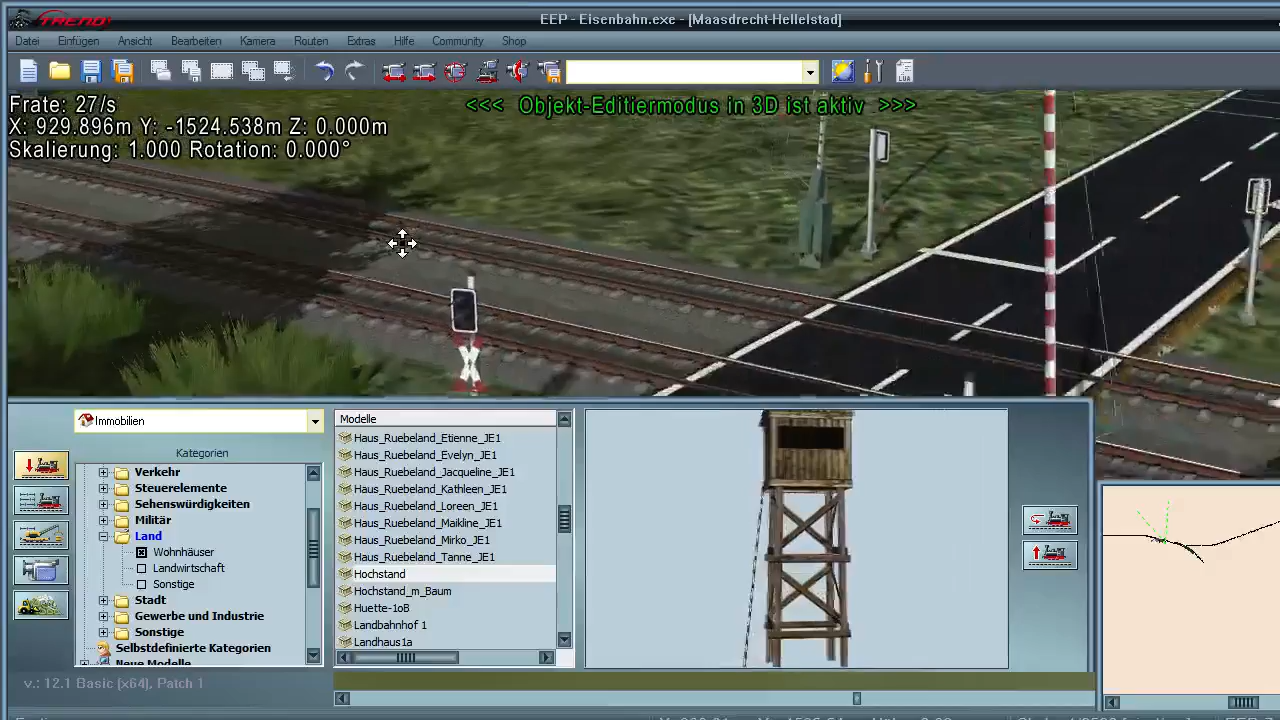 TREND
EEP - Eisenbahn.exe - [Maasdrecht-Hellelstad]
Datei Einfügen Ansicht Bearbeiten Kamera Routen Extras Hilfe Community Shop
LUA
Frate: 27/s
<<< Objekt-Editiermodus in 3D ist aktiv >>>
X: 929.896m Y: -1524.538m Z: 0.000m
Skalierung: 1.000 Rotation: 0.000°
Immobilien
Kategorien
Verkehr
Steuerelemente
Sehenswürdigkeiten
Militär
Land
Wohnhäuser
Landwirtschaft
Sonstige
Stadt
Gewerbe und Industrie
Sonstige
Selbstdefinierte Kategorien
Neue Modelle
Modelle
Haus_Ruebeland_Etienne_JE1
Haus_Ruebeland_Evelyn_JE1
Haus_Ruebeland_Jacqueline_JE1
Haus_Ruebeland_Kathleen_JE1
Haus_Ruebeland_Loreen_JE1
Haus_Ruebeland_Maikline_JE1
Haus_Ruebeland_Mirko_JE1
Haus_Ruebeland_Tanne_JE1
Hochstand
Hochstand_m_Baum
Huette-1oB
Landbahnhof 1
Landhaus1a
v.: 12.1 Basic [x64], Patch 1